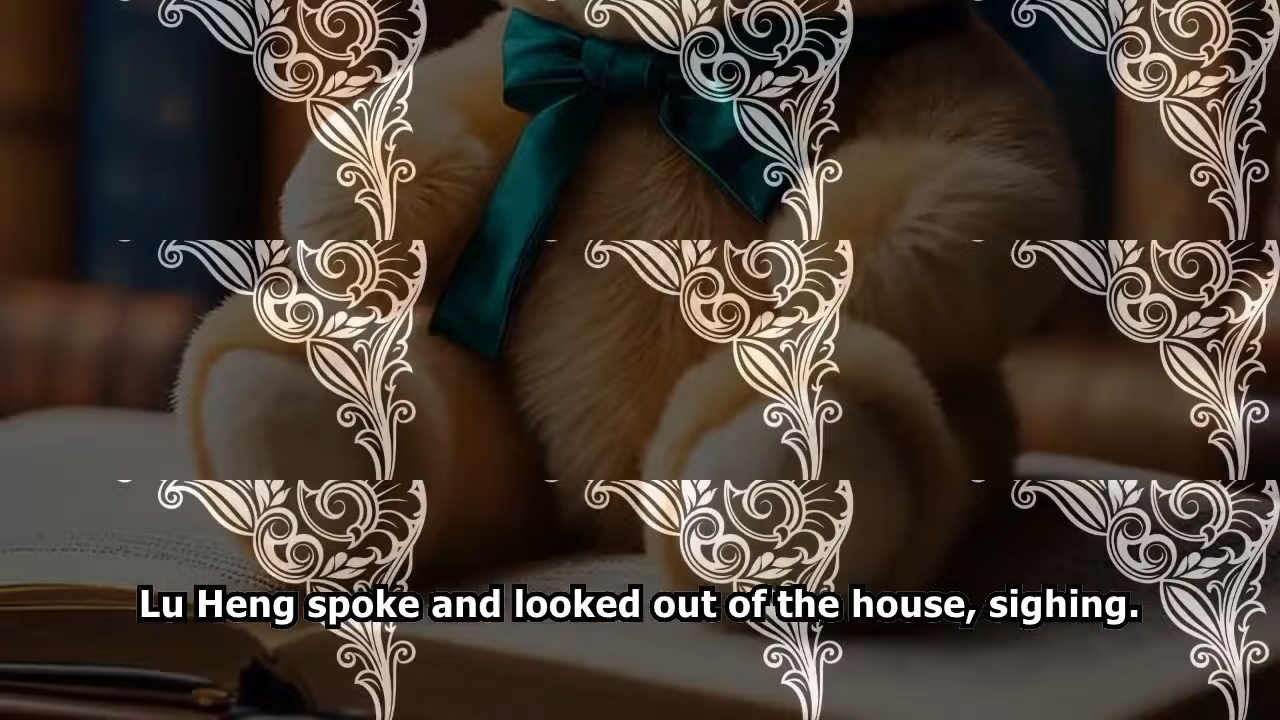 Lu Heng spoke and looked out of the house, sighing.